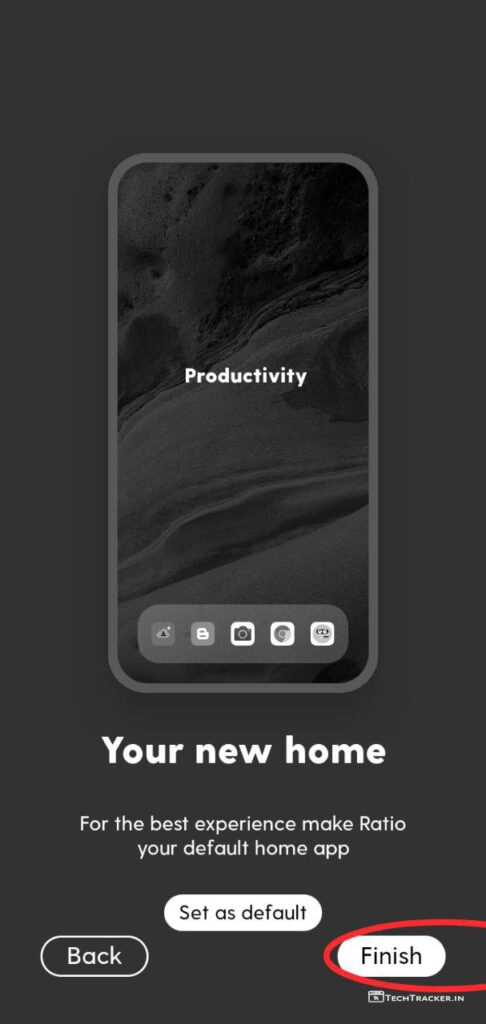 Productivity
Your new home
For the best experience make Ratio
your default home app
Set as default
Back
Finish
TechTracker.in